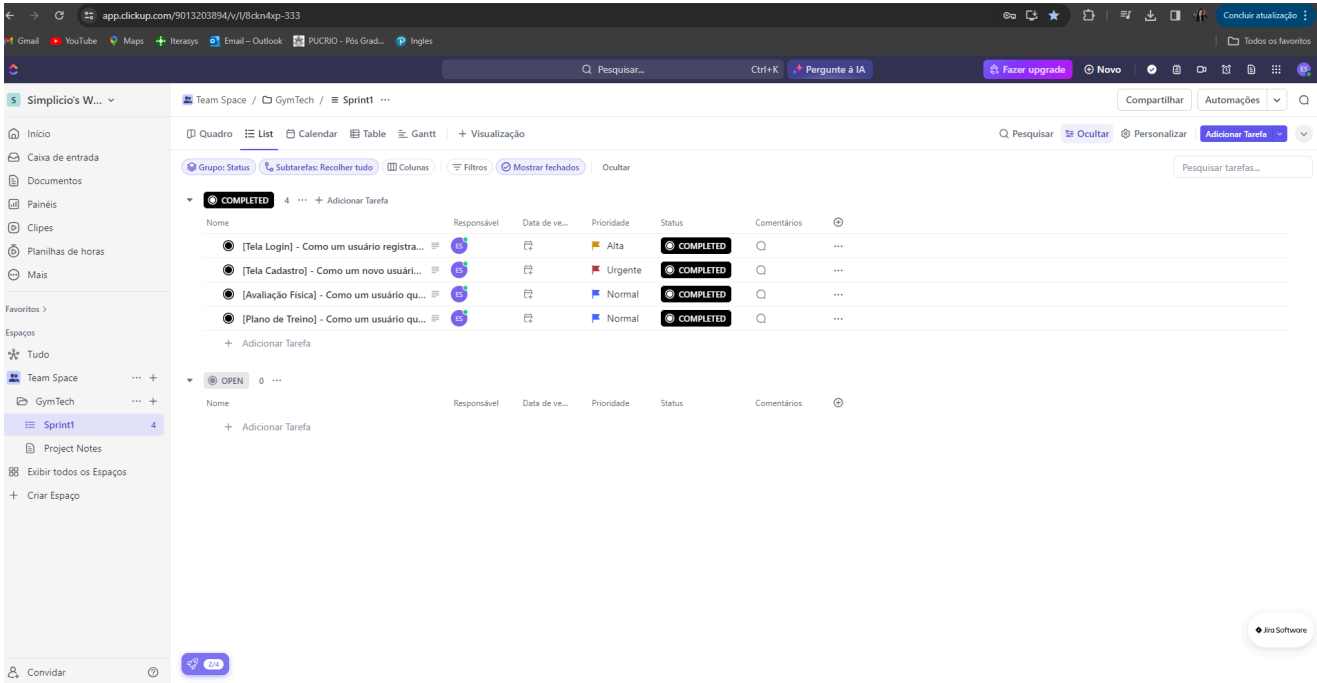 app.clickup.com/9013203894/v/l/8ckn4xp-333
Concluir atualização
Gmail YouTube Maps Iterasys Email – Outlook PUCRIO - Pós Grad... Ingles
Todos os favoritos
Pesquisar... Ctrl+K Pergunte à IA Fazer upgrade Novo ES
S Simplicio's W... Team Space / GymTech / Sprint1 ... Compartilhar Automações
Início
Quadro List Calendar Table Gantt + Visualização Pesquisar Ocultar Personalizar Adicionar Tarefa
Caixa de entrada
Grupo: Status Subtarefas: Recolher tudo Colunas Filtros Mostrar fechados Ocultar Pesquisar tarefas...
Documentos
Painéis
Clipes
Planilhas de horas
Mais
Favoritos >
Espaços
Tudo
Team Space ... +
GymTech ... +
Sprint1 4
Project Notes
Exibir todos os Espaços
+ Criar Espaço
Convidar
COMPLETED 4 ... + Adicionar Tarefa
Nome Responsável Data de ve... Prioridade Status Comentários
[Tela Login] - Como um usuário registra... ES Alta COMPLETED ...
[Tela Cadastro] - Como um novo usuári... ES Urgente COMPLETED ...
[Avaliação Física] - Como um usuário qu... ES Normal COMPLETED ...
[Plano de Treino] - Como um usuário qu... ES Normal COMPLETED ...
+ Adicionar Tarefa
OPEN 0 ...
Nome Responsável Data de ve... Prioridade Status Comentários
+ Adicionar Tarefa
Jira Software
2/4